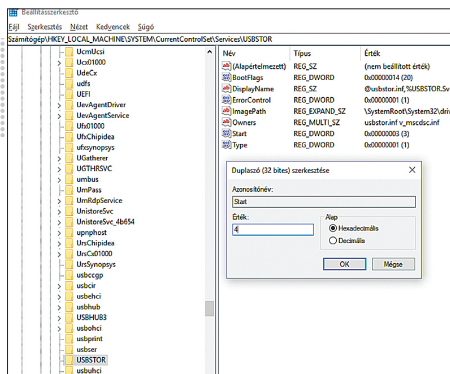 Beállításszerkesztő
Fájl Szerkesztés Nézet Kedvencek Súgó
Számítógép\HKEY_LOCAL_MACHINE\SYSTEM\CurrentControlSet\Services\USBSTOR
UcmUcsi
Ucx01000
UdeCx
udfs
UEFI
UevAgentDriver
UevAgentService
Ufx01000
UfxChipidea
ufxsynopsys
UGatherer
UGTHRSVC
umbus
UmPass
UmRdpService
UnistoreSvc
UnistoreSvc_4b654
upnphost
UrsChipidea
UrsCx01000
UrsSynopsys
usbccgp
usbcir
usbehci
usbhub
USBHUB3
usbohci
usbprint
usbser
USBSTOR
usbuhci
Név Típus Érték
(Alapértelmezett) REG_SZ (nem beállított érték)
BootFlags REG_DWORD 0x00000014 (20)
DisplayName REG_SZ @usbstor.inf,%USBSTOR.Sv
ErrorControl REG_DWORD 0x00000001 (1)
ImagePath REG_EXPAND_SZ \SystemRoot\System32\driv
Owners REG_MULTI_SZ usbstor.inf v_mscdsc.inf
Start REG_DWORD 0x00000003 (3)
Type REG_DWORD 0x00000001 (1)
Duplaszó (32 bites) szerkesztése
Azonosítónév:
Start
Érték:
4
Alap
Hexadecimális
Decimális
OK Mégse